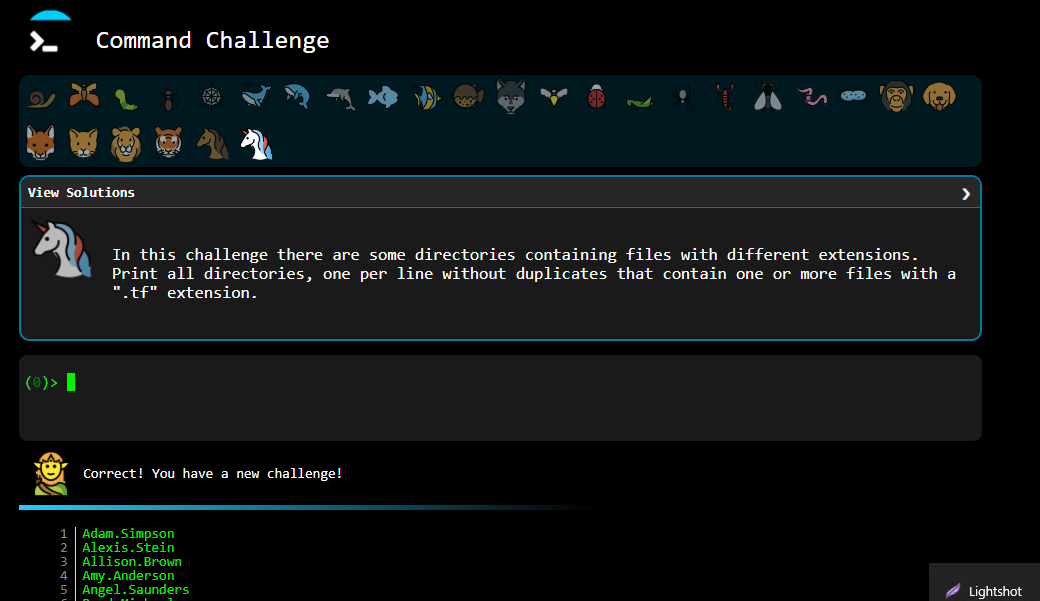 Command Challenge
View Solutions
In this challenge there are some directories containing files with different extensions.
Print all directories, one per line without duplicates that contain one or more files with a
".tf" extension.
(0)>
Correct! You have a new challenge!
1 Adam.Simpson
2 Alexis.Stein
3 Allison.Brown
4 Amy.Anderson
5 Angel.Saunders
Lightshot